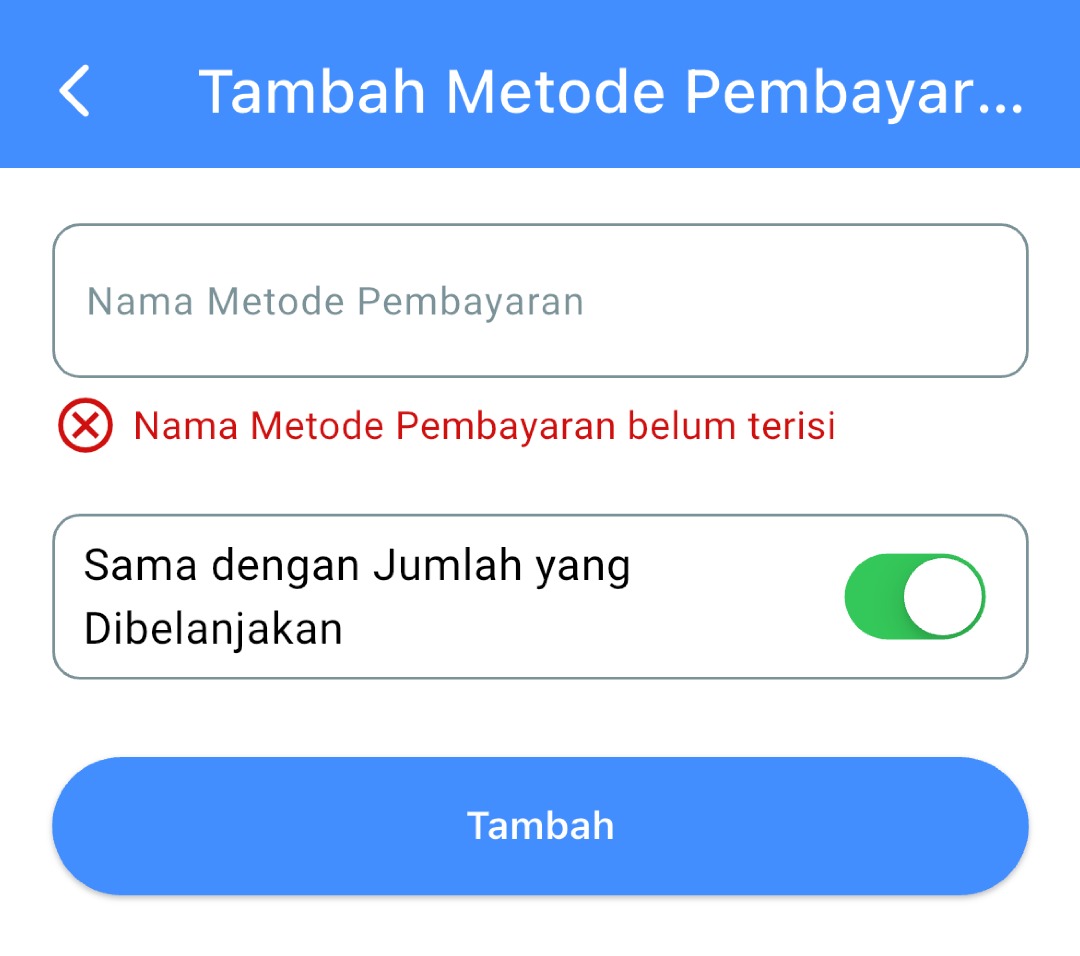 Tambah Metode Pembayar...
Nama Metode Pembayaran
Nama Metode Pembayaran belum terisi
Sama dengan Jumlah yang
Dibelanjakan
Tambah